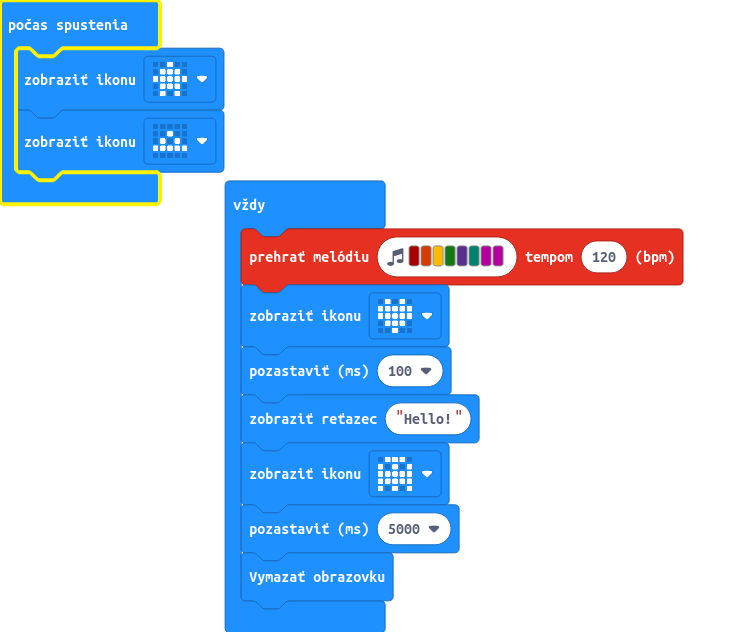 počas spustenia
zobraziť ikonu
zobraziť ikonu
vždy
prehrať melódiu tempom 120 (bpm)
zobraziť ikonu
pozastaviť (ms) 100
zobraziť reťazec "Hello!"
zobraziť ikonu
pozastaviť (ms) 5000
Vymazať obrazovku